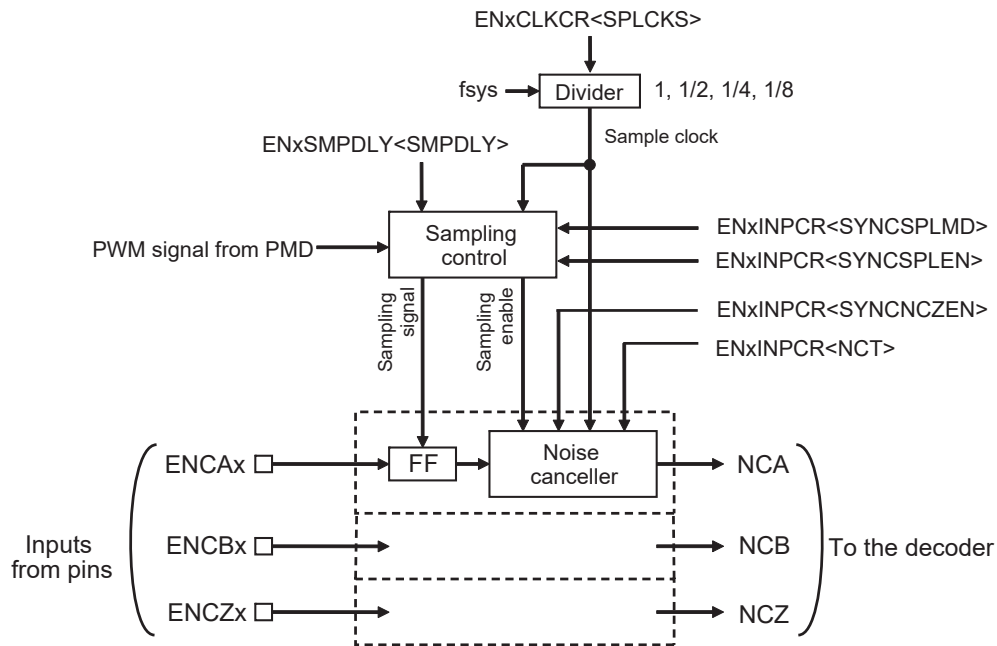 ENxCLKCR<SPLCKS>
fsys
Divider
1, 1/2, 1/4, 1/8
Sample clock
ENxSMPDLY<SMPDLY>
PWM signal from PMD
Sampling
control
ENxINPCR<SYNCSPLMD>
ENxINPCR<SYNCSPLEN>
Sampling
signal
Sampling
enable
ENxINPCR<SYNCNCZEN>
ENxINPCR<NCT>
Inputs
from pins
ENCAx
FF
Noise
canceller
NCA
ENCBx
NCB
To the decoder
ENCZx
NCZ